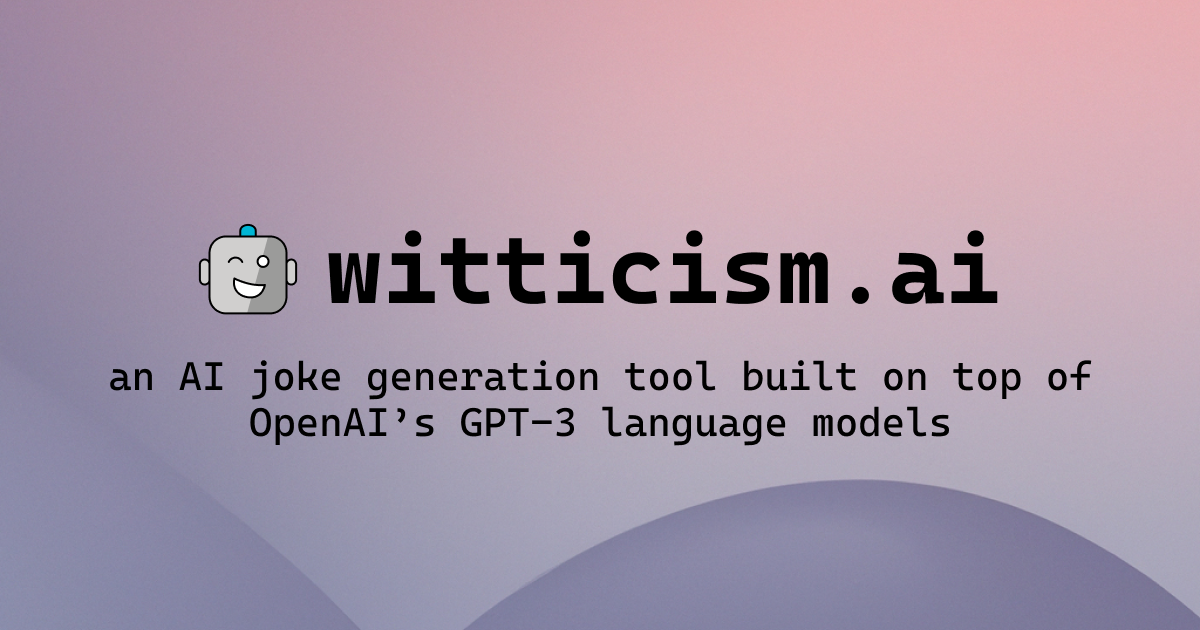 witticism.ai
an AI joke generation tool built on top of
OpenAI’s GPT-3 language models